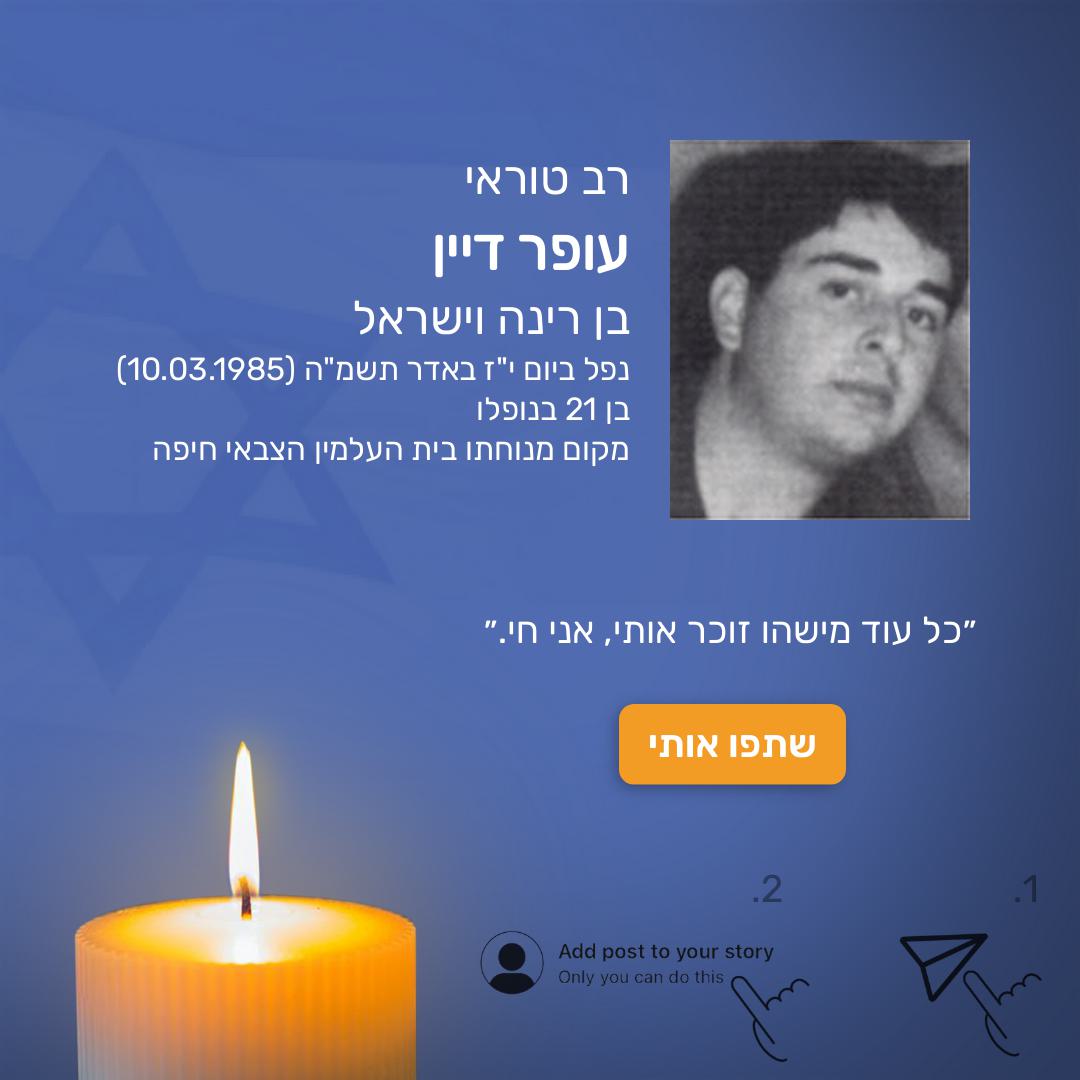 רב טוראי
עופר דיין
בן רינה וישראל
נפל ביום י"ז באדר תשמ"ה (10.03.1985)
בן 21 בנופלו
מקום מנוחתו בית העלמין הצבאי חיפה
״כל עוד מישהו זוכר אותי, אני חי.״
שתפו אותי
1.
2.
Add post to your story
Only you can do this